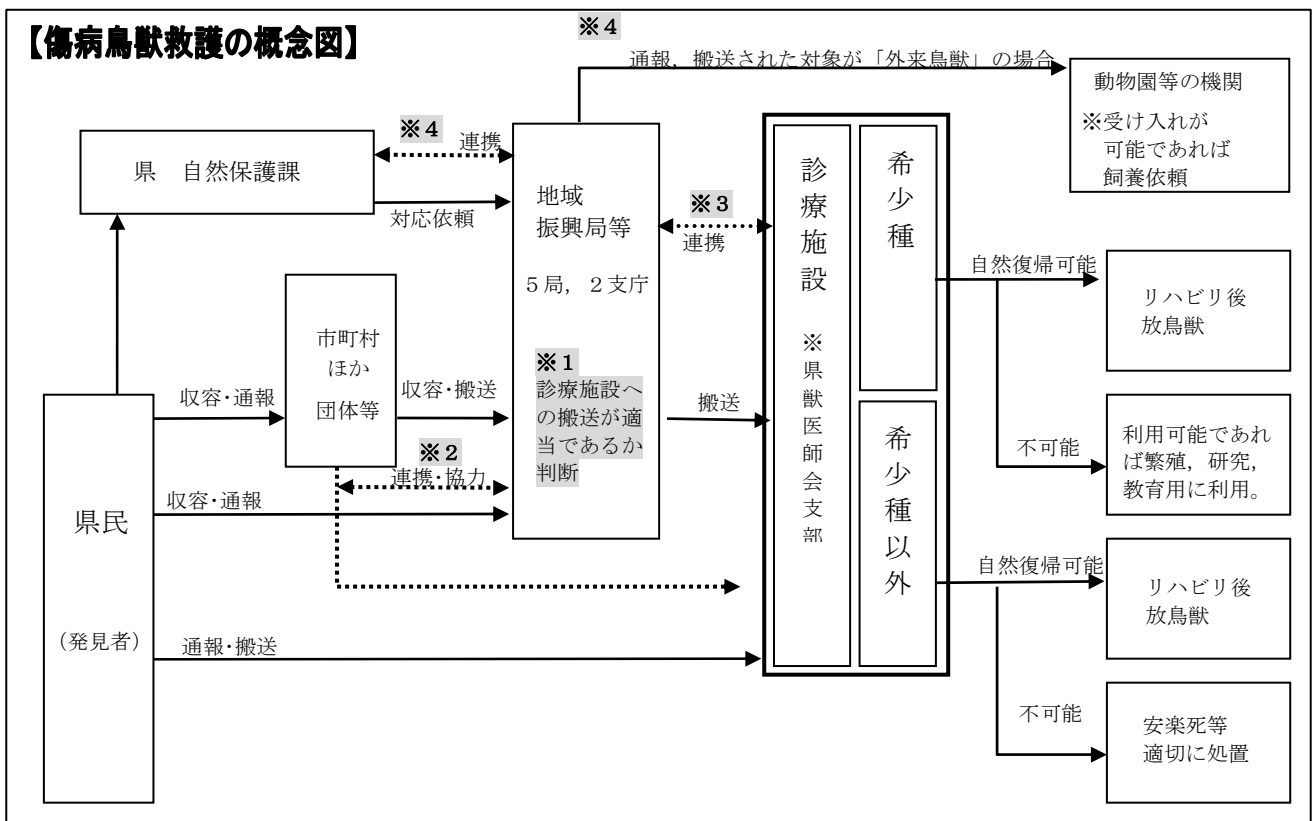 【傷病鳥獣救護の概念図】
※4
通報，搬送された対象が「外来鳥獣」の場合
動物園等の機関
※受け入れが
可能であれば
飼養依頼
※4
連携
県　自然保護課
対応依頼
地域
振興局等
5局，2支庁
※1
診療施設へ
の搬送が適
当であるか
判断
※3
連携
診療施設　※県獣医師会支部
希少種
希少種以外
自然復帰可能
リハビリ後
放鳥獣
不可能
利用可能であれ
ば繁殖，研究，
教育用に利用。
自然復帰可能
リハビリ後
放鳥獣
不可能
安楽死等
適切に処置
市町村
ほか
団体等
収容・通報
収容・搬送
搬送
※2
連携・協力
収容・通報
県民
（発見者）
通報・搬送